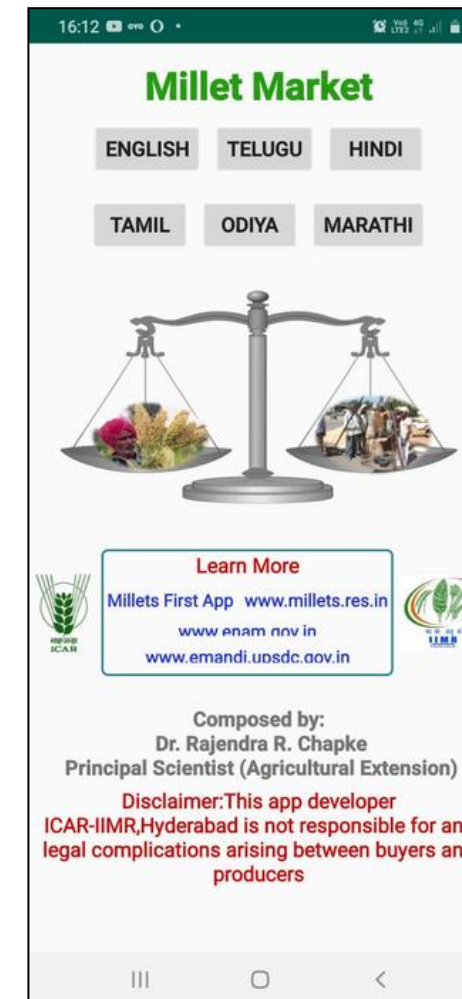 16:12
Millet Market
ENGLISH TELUGU HINDI
TAMIL ODIYA MARATHI
Learn More
Millets First App www.millets.res.in
www.enam.gov.in
www.emandi.upsdc.gov.in
ICAR
IIMR
Composed by:
Dr. Rajendra R. Chapke
Principal Scientist (Agricultural Extension)
Disclaimer:This app developer
ICAR-IIMR,Hyderabad is not responsible for an
legal complications arising between buyers an
producers